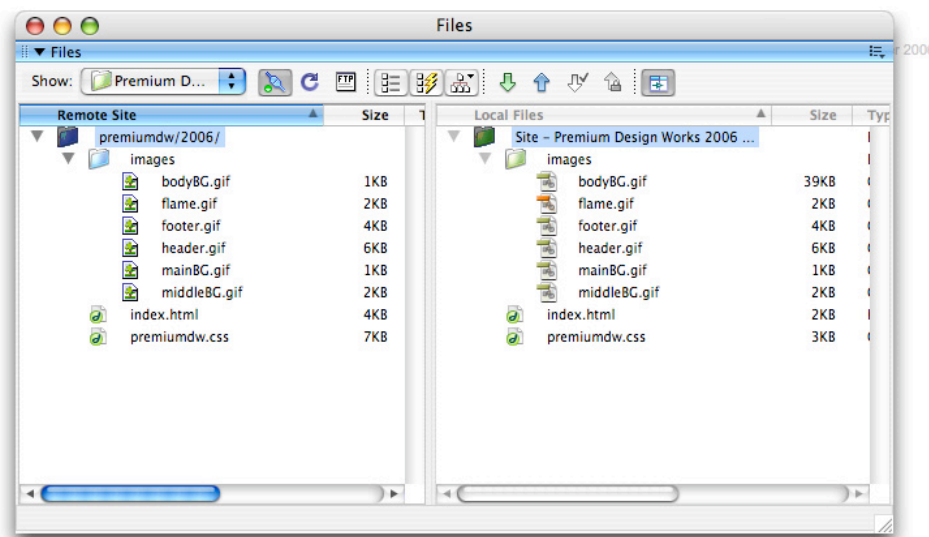 Files
Files
r 2006
Show: Premium D... FTP
Remote Site Size T
premiumdw/2006/
images
bodyBG.gif 1KB
flame.gif 2KB
footer.gif 4KB
header.gif 6KB
mainBG.gif 1KB
middleBG.gif 2KB
index.html 4KB
premiumdw.css 7KB
Local Files Size Typ
Site – Premium Design Works 2006 ...
images
bodyBG.gif 39KB
flame.gif 2KB
footer.gif 4KB
header.gif 6KB
mainBG.gif 1KB
middleBG.gif 2KB
index.html 2KB
premiumdw.css 3KB